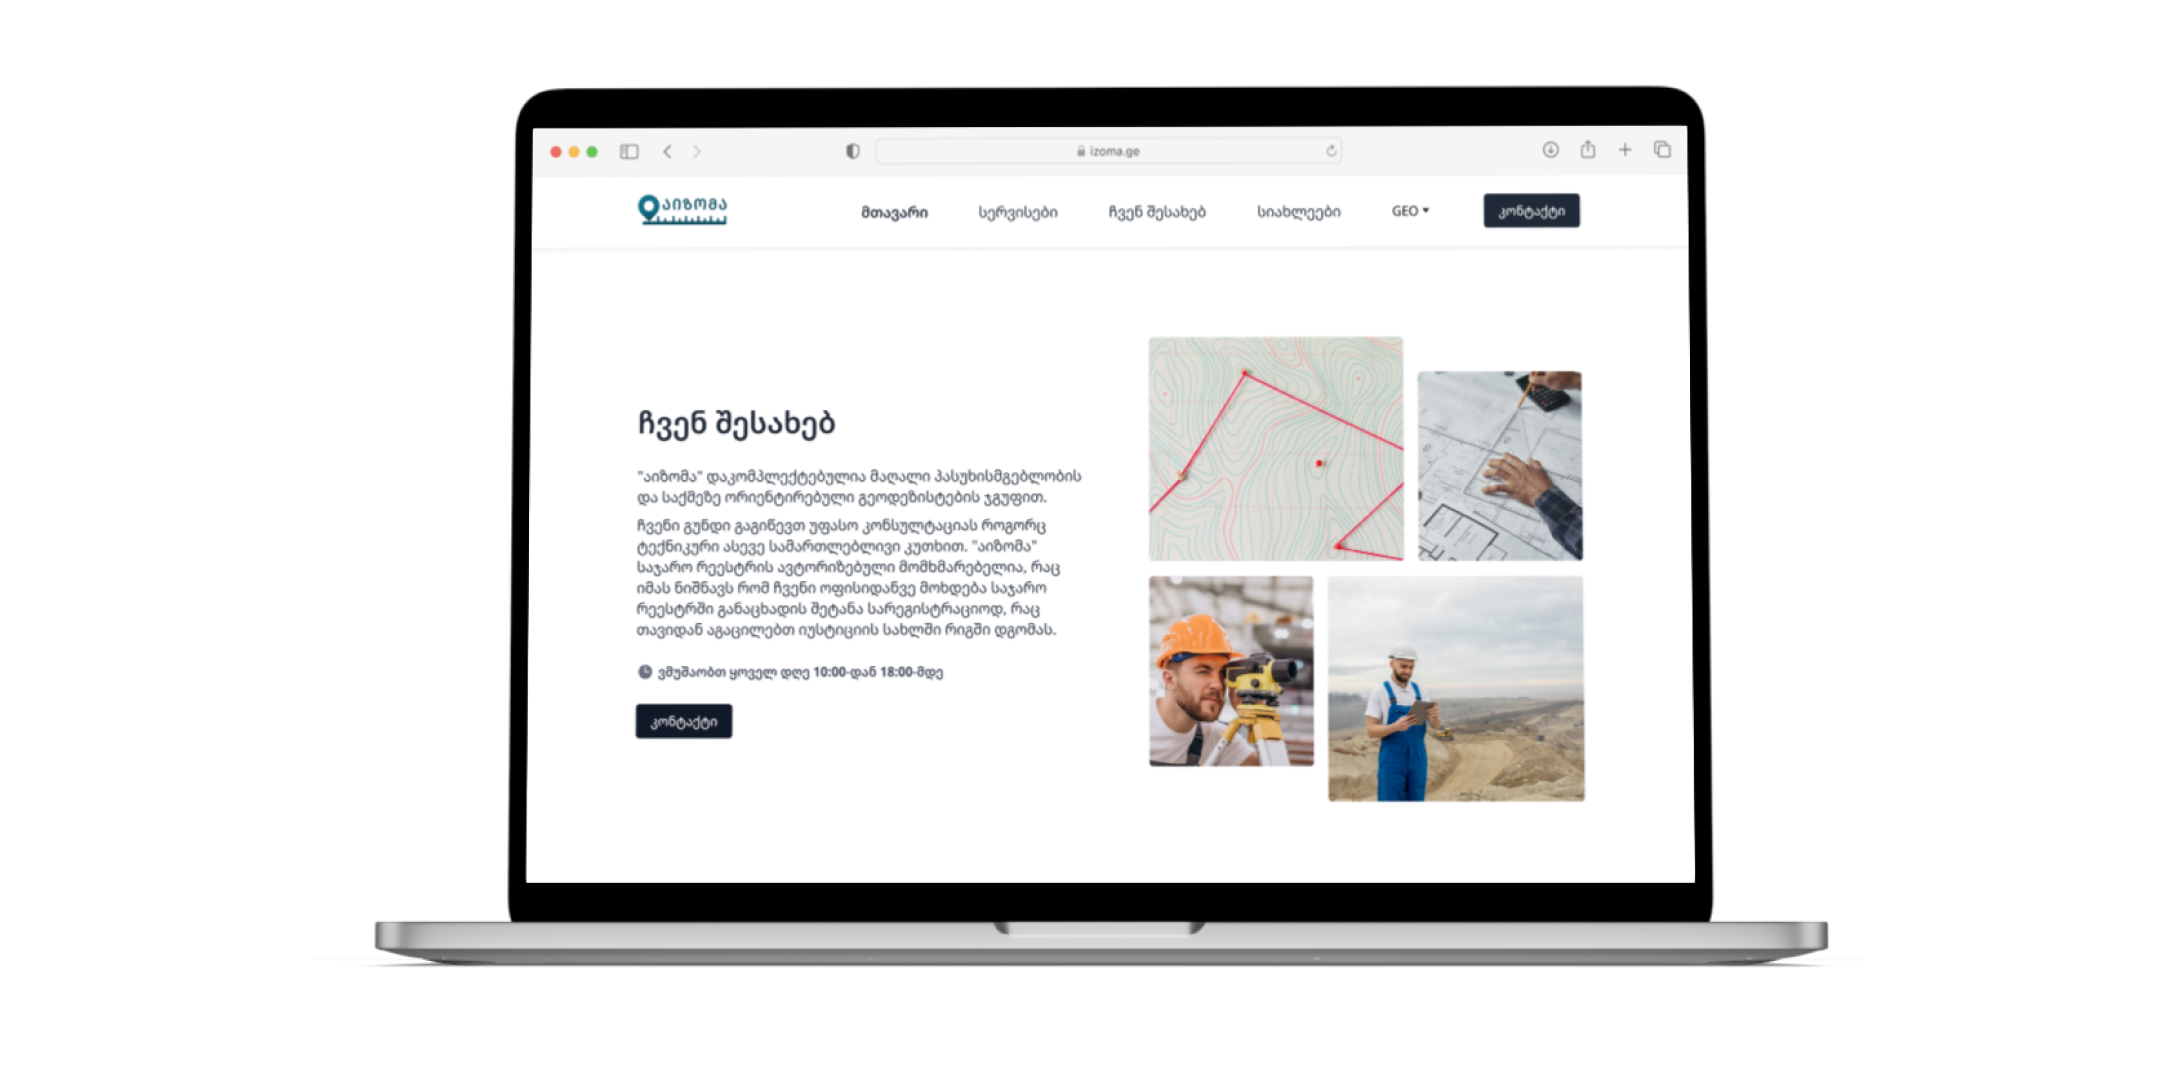 izoma.ge
აიზომა
მთავარი
სერვისები
ჩვენ შესახებ
სიახლეები
GEO
კონტაქტი
ჩვენ შესახებ
"აიზომა" დაკომპლექტებულია მაღალი პასუხისმგებლობის
და საქმეზე ორიენტირებული გეოდეზისტების ჯგუფით.
ჩვენი გუნდი გაგიწევთ უფასო კონსულტაციას როგორც
ტექნიკური ასევე სამართლებლივი კუთხით. "აიზომა"
საჯარო რეესტრის ავტორიზებული მომხმარებელია, რაც
იმას ნიშნავს რომ ჩვენი ოფისიდანვე მოხდება საჯარო
რეესტრში განაცხადის შეტანა სარეგისტრაციოდ, რაც
თავიდან აგაცილებთ იუსტიციის სახლში რიგში დგომას.
ვმუშაობთ ყოველ დღე 10:00-დან 18:00-მდე
კონტაქტი